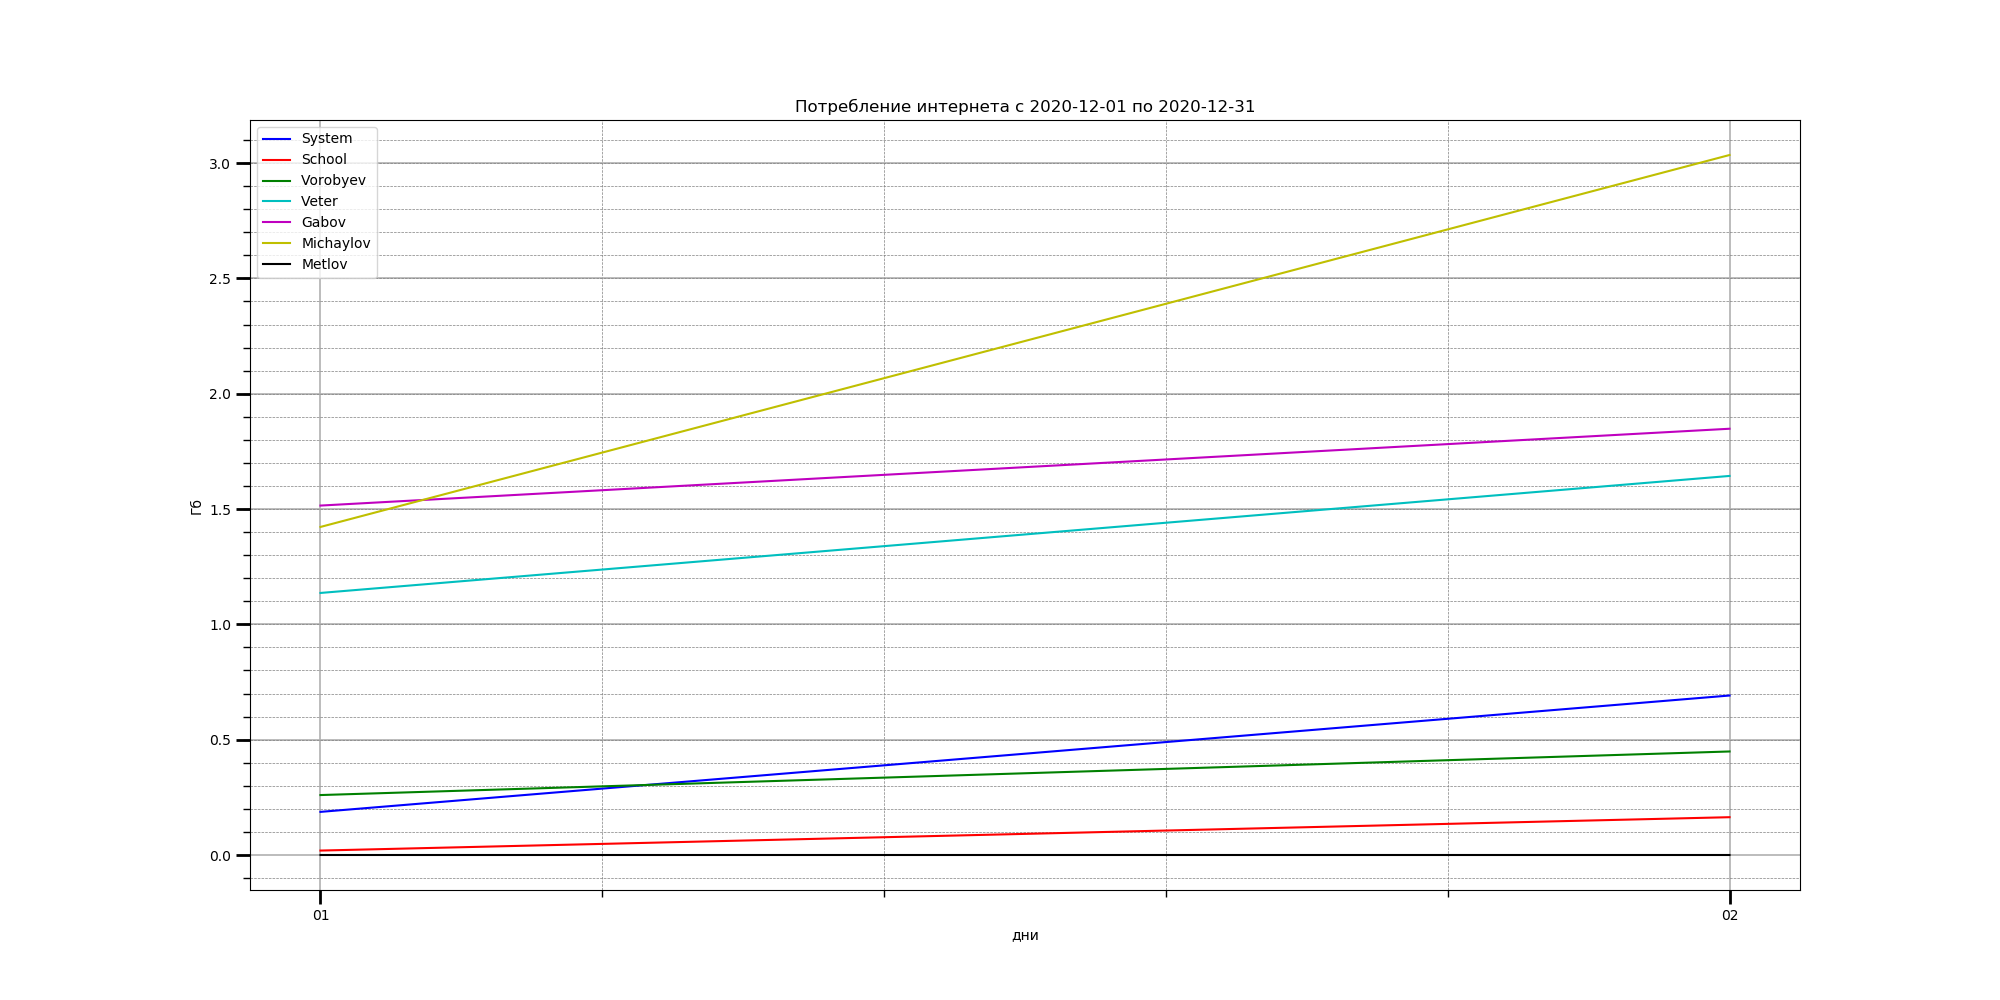 Потребление интернета с 2020-12-01 по 2020-12-31
System
School
Vorobyev
Veter
Gabov
Michaylov
Metlov
Гб
3.0
2.5
2.0
1.5
1.0
0.5
0.0
01
02
дни